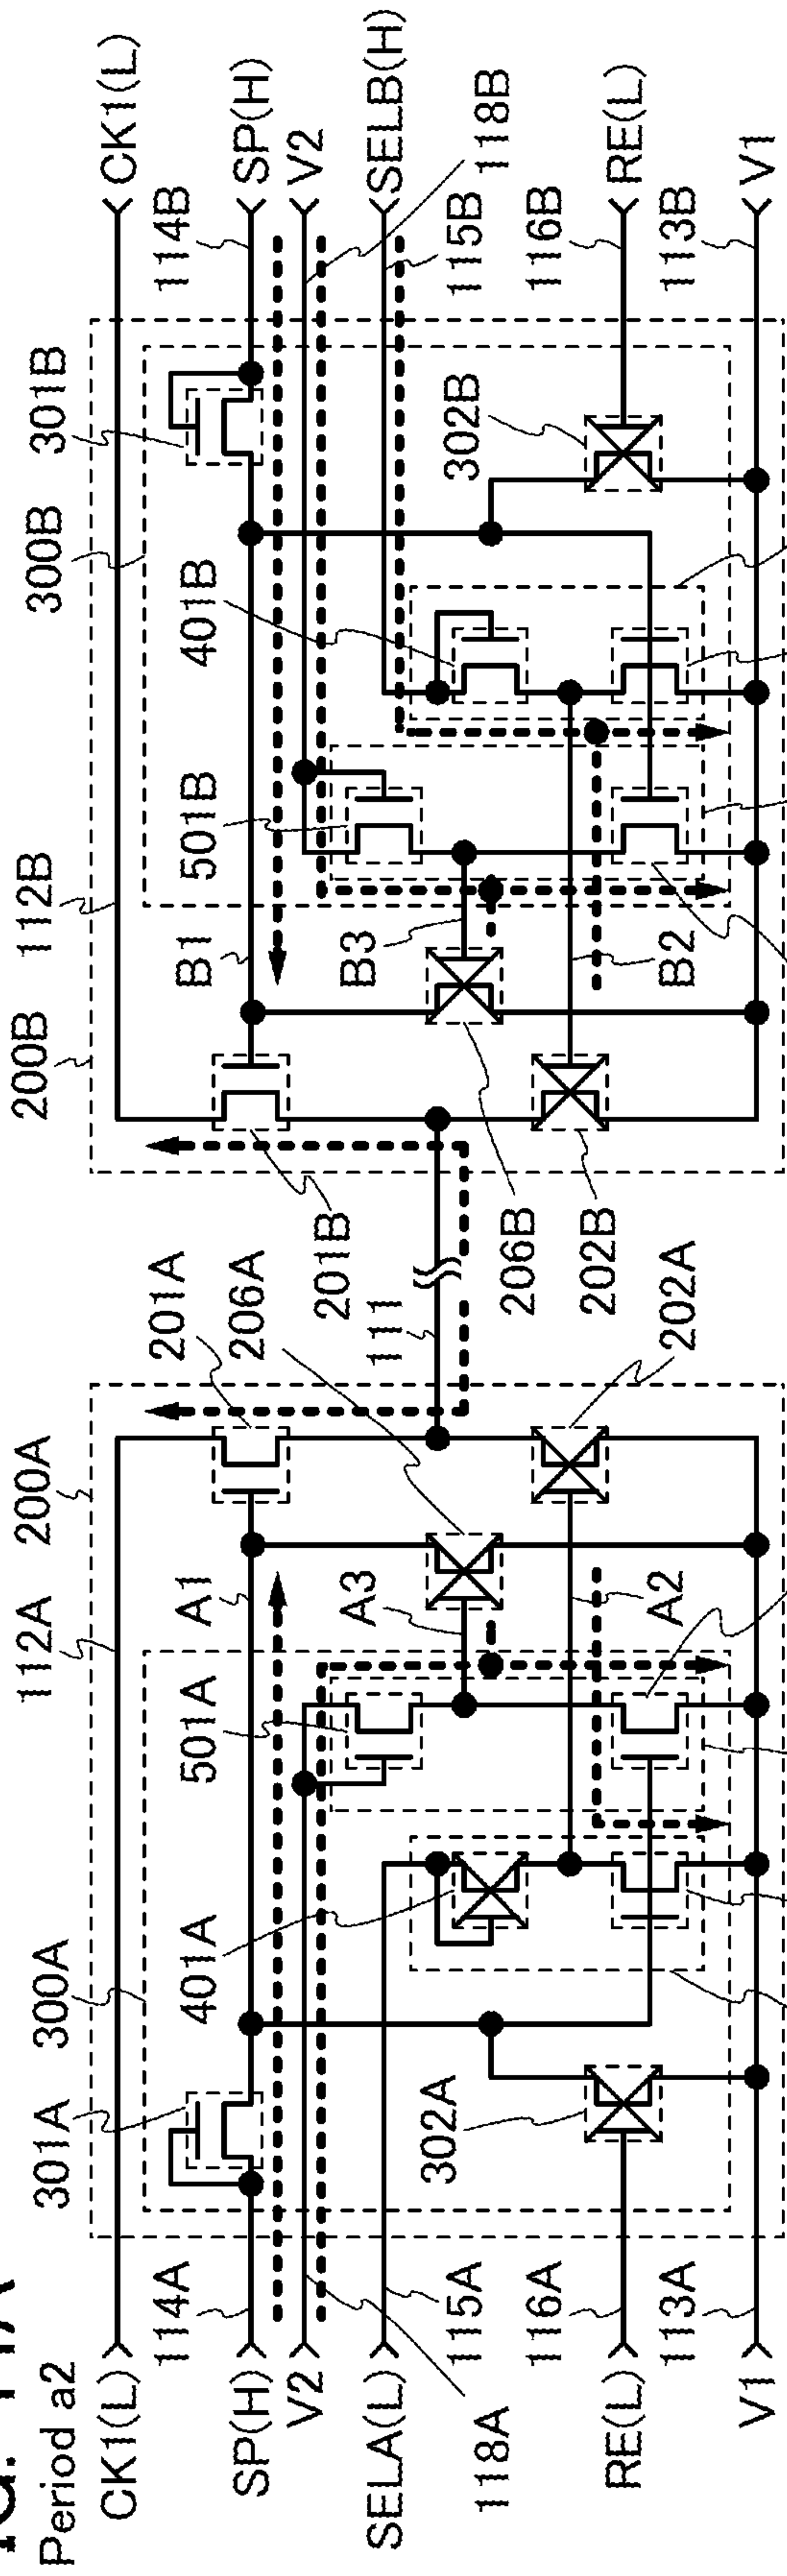 Period a2
CK1(L)
SP(H)
V2
SELA(L)
118A
RE(L)
V1
114A
115A
116A
113A
301A
300A
112A
200A
401A
302A
501A
A1
A3
A2
201A
206A
202A
111
201B
206B
202B
200B
112B
300B
301B
B1
B3
B2
501B
401B
302B
114B
115B
116B
113B
118B
CK1(L)
SP(H)
V2
SELB(H)
RE(L)
V1